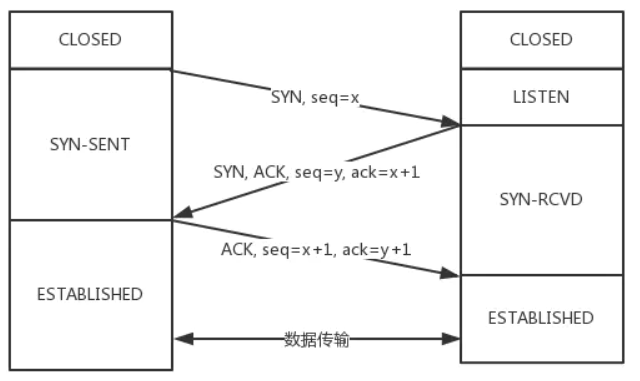 CLOSED
CLOSED
SYN, seq=x
LISTEN
SYN-SENT
SYN, ACK, seq=y, ack=x+1
SYN-RCVD
ACK, seq=x+1, ack=y+1
ESTABLISHED
ESTABLISHED
数据传输